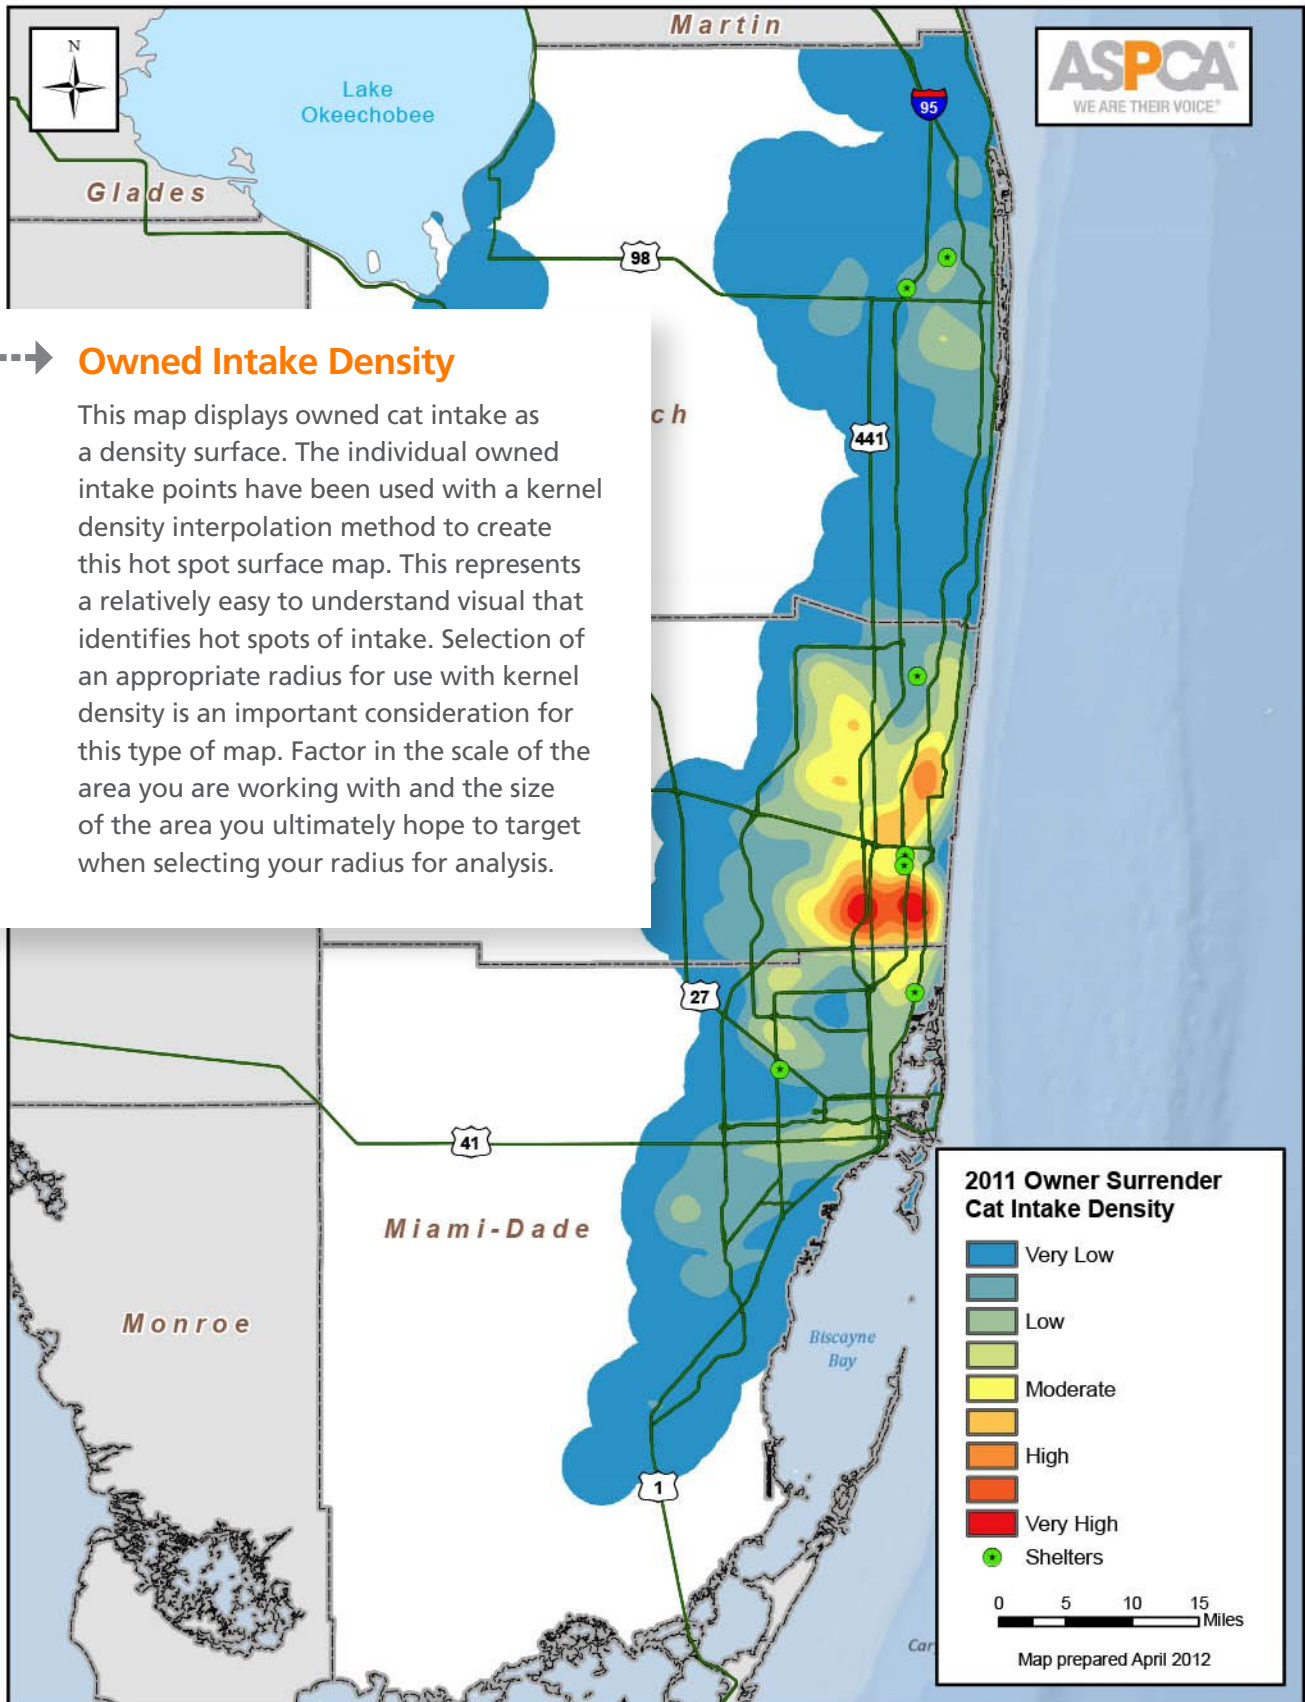 Martin
N
ASPCA®
WE ARE THEIR VOICE®
95
Lake
Okeechobee
Glades
98
Owned Intake Density
This map displays owned cat intake as
a density surface. The individual owned
intake points have been used with a kernel
density interpolation method to create
this hot spot surface map. This represents
a relatively easy to understand visual that
identifies hot spots of intake. Selection of
an appropriate radius for use with kernel
density is an important consideration for
this type of map. Factor in the scale of the
area you are working with and the size
of the area you ultimately hope to target
when selecting your radius for analysis.
ch
441
27
41
Miami-Dade
Monroe
Biscayne
Bay
1
2011 Owner Surrender
Cat Intake Density
Very Low
Low
Moderate
High
Very High
Shelters
0 5 10 15
Miles
Map prepared April 2012
Car